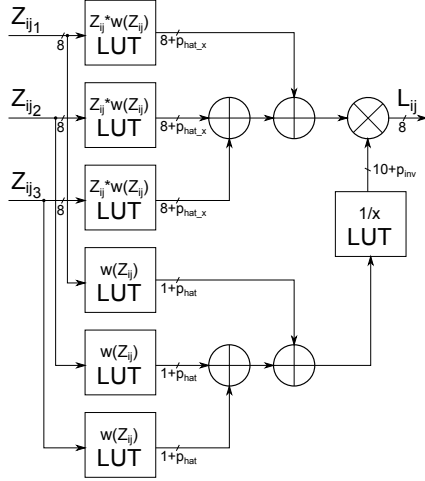 Z_ij1
8
Z_ij*w(Z_ij)
LUT
8+p_hat_x
Z_ij2
8
Z_ij*w(Z_ij)
LUT
8+p_hat_x
L_ij
8
Z_ij3
8
Z_ij*w(Z_ij)
LUT
8+p_hat_x
10+p_inv
1/x
LUT
w(Z_ij)
LUT
1+p_hat
w(Z_ij)
LUT
1+p_hat
w(Z_ij)
LUT
1+p_hat